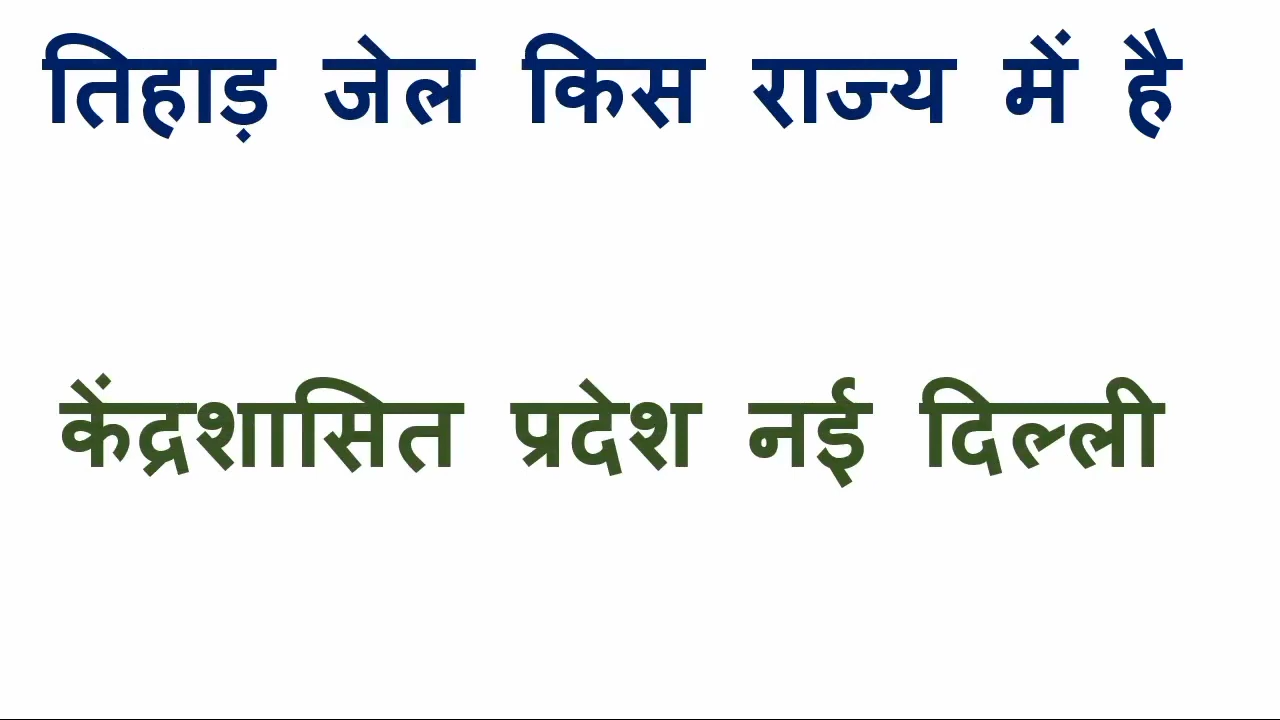 तिहाड़ जेल किस राज्य में है
केंद्रशासित प्रदेश नई दिल्ली